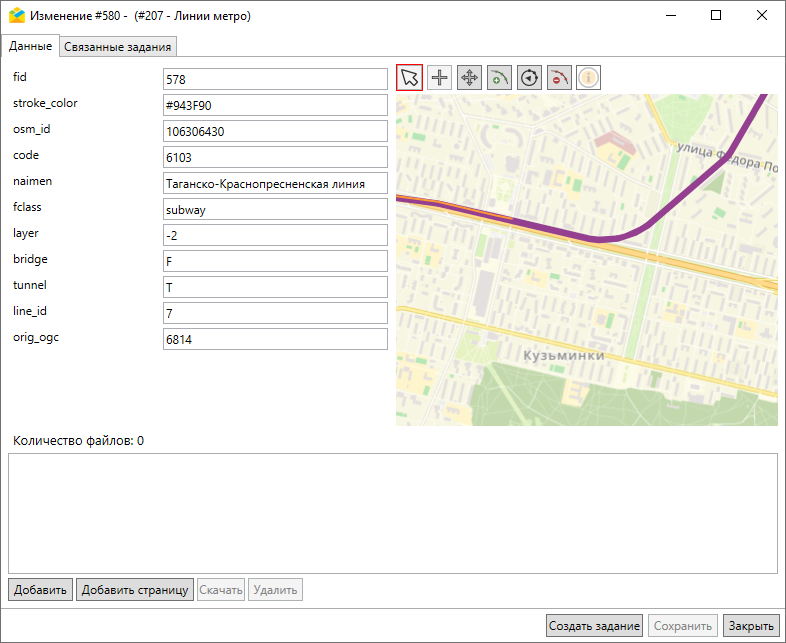 Изменение #580 - (#207 - Линии метро)
Данные Связанные задания
fid 578
stroke_color #943F90
osm_id 106306430
code 6103
naimen Таганско-Краснопресненская линия
fclass subway
layer -2
bridge F
tunnel T
line_id 7
orig_ogc 6814
улица Фёдора По
Кузьминки
Количество файлов: 0
Добавить Добавить страницу Скачать Удалить
Создать задание Сохранить Закрыть